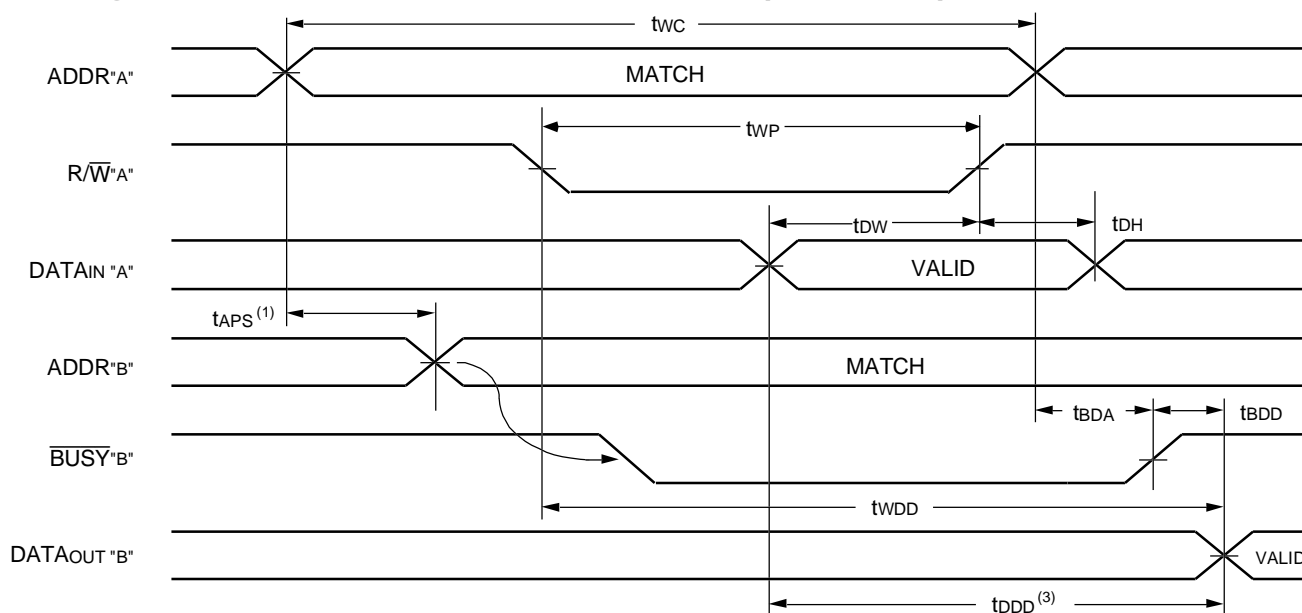 tWC
ADDR"A" MATCH
tWP
R/W"A"
tDW tDH
DATAIN "A" VALID
tAPS (1)
ADDR"B" MATCH
tBDA tBDD
BUSY"B"
tWDD
DATAOUT "B" VALID
tDDD (3)